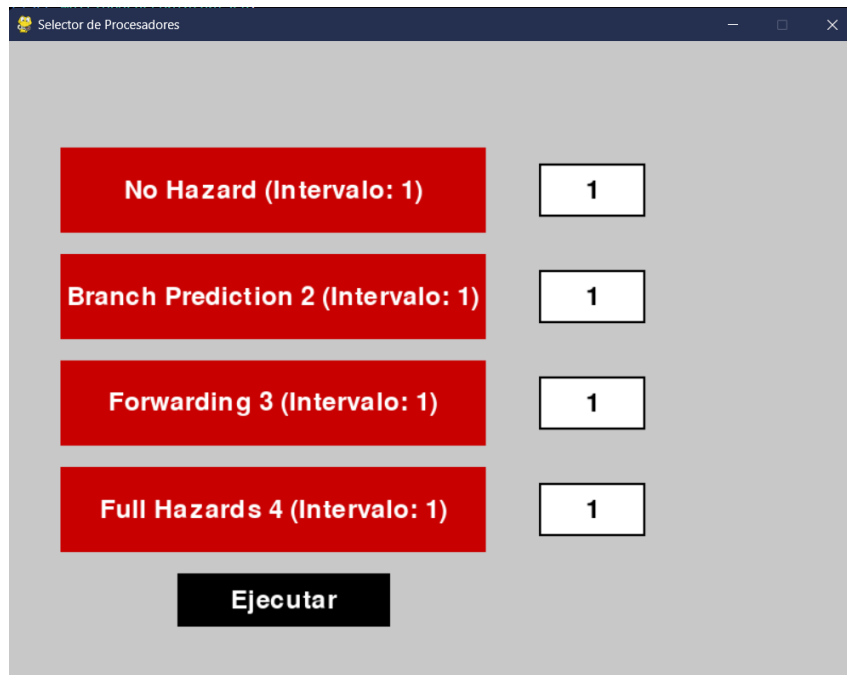 Selector de Procesadores
No Hazard (Intervalo: 1)
1
Branch Prediction 2 (Intervalo: 1)
1
Forwarding 3 (Intervalo: 1)
1
Full Hazards 4 (Intervalo: 1)
1
Ejecutar